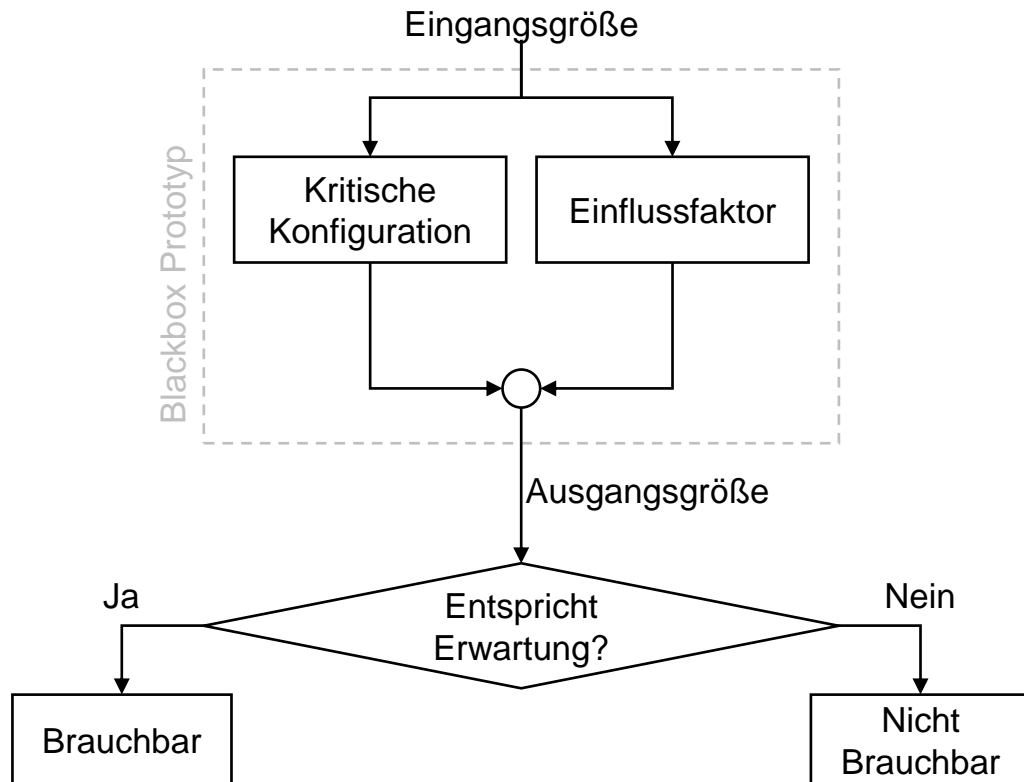 Eingangsgröße
Blackbox Prototyp
Kritische
Konfiguration
Einflussfaktor
Ausgangsgröße
Ja
Entspricht
Erwartung?
Nein
Brauchbar
Nicht
Brauchbar